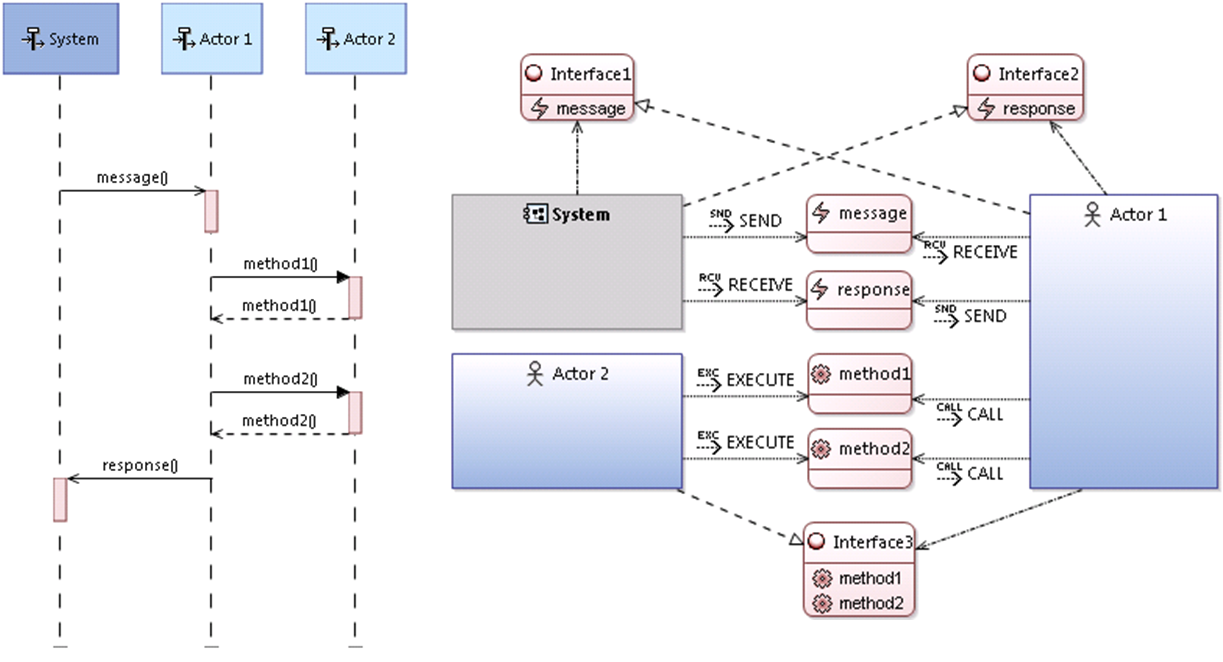 System
Actor 1
Actor 2
message()
method1()
method1()
method2()
method2()
response()
Interface1
message
Interface2
response
System
Actor 1
SND SEND
message
RCU RECEIVE
RCU RECEIVE
response
SND SEND
Actor 2
EXC EXECUTE
method1
CALL CALL
EXC EXECUTE
method2
CALL CALL
Interface3
method1
method2